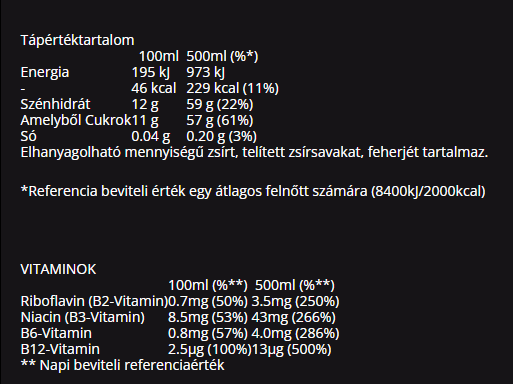 Tápértéktartalom
100ml 500ml (%*)
Energia 195 kJ 973 kJ
- 46 kcal 229 kcal (11%)
Szénhidrát 12 g 59 g (22%)
Amelyből Cukrok11 g 57 g (61%)
Só 0.04 g 0.20 g (3%)
Elhanyagolható mennyiségű zsírt, telített zsírsavakat, feherjét tartalmaz.
*Referencia beviteli érték egy átlagos felnőtt számára (8400kJ/2000kcal)
VITAMINOK
100ml (%**) 500ml (%**)
Riboflavin (B2-Vitamin)0.7mg (50%) 3.5mg (250%)
Niacin (B3-Vitamin) 8.5mg (53%) 43mg (266%)
B6-Vitamin 0.8mg (57%) 4.0mg (286%)
B12-Vitamin 2.5µg (100%)13µg (500%)
** Napi beviteli referenciaérték